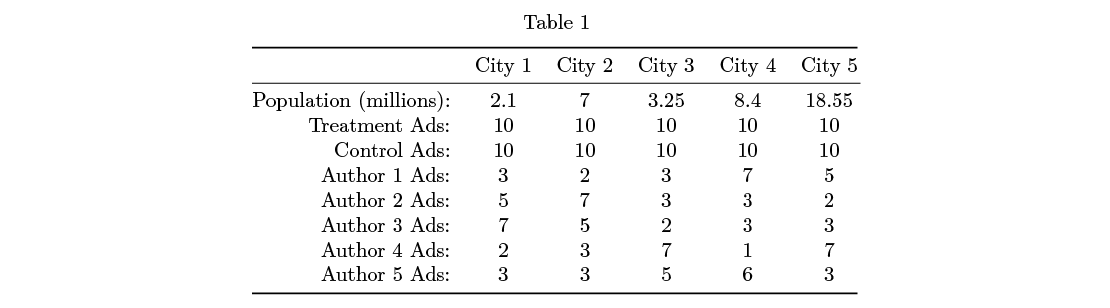 Table 1
City 1 City 2 City 3 City 4 City 5
Population (millions): 2.1 7 3.25 8.4 18.55
Treatment Ads: 10 10 10 10 10
Control Ads: 10 10 10 10 10
Author 1 Ads: 3 2 3 7 5
Author 2 Ads: 5 7 3 3 2
Author 3 Ads: 7 5 2 3 3
Author 4 Ads: 2 3 7 1 7
Author 5 Ads: 3 3 5 6 3